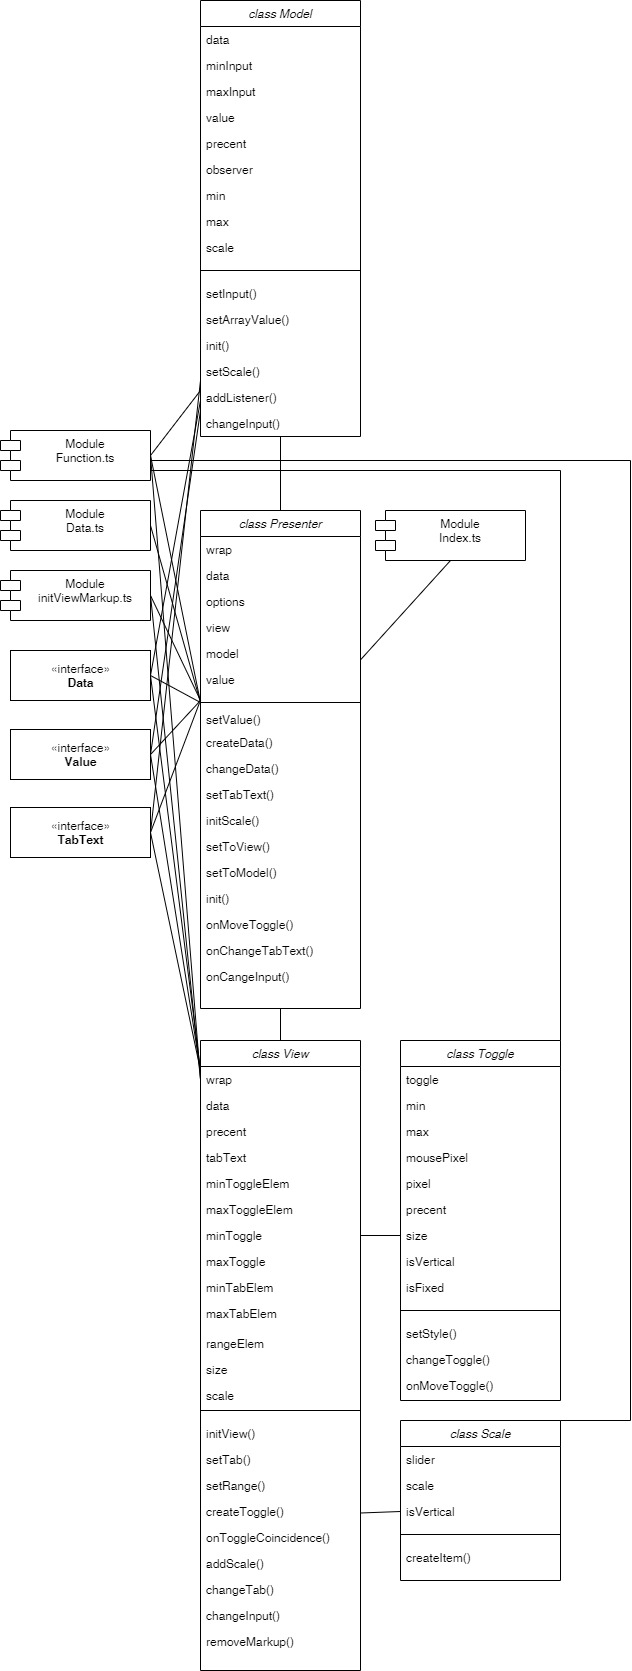 class Model
data
minInput
maxInput
value
precent
observer
min
max
scale
setInput()
setArrayValue()
init()
setScale()
addListener()
changeInput()
Module
Function.ts
Module
Data.ts
Module
initViewMarkup.ts
«interface»
Data
«interface»
Value
«interface»
TabText
class Presenter
wrap
data
options
view
model
value
setValue()
createData()
changeData()
setTabText()
initScale()
setToView()
setToModel()
init()
onMoveToggle()
onChangeTabText()
onCangeInput()
Module
Index.ts
class View
wrap
data
precent
tabText
minToggleElem
maxToggleElem
minToggle
maxToggle
minTabElem
maxTabElem
rangeElem
size
scale
initView()
setTab()
setRange()
createToggle()
onToggleCoincidence()
addScale()
changeTab()
changeInput()
removeMarkup()
class Toggle
toggle
min
max
mousePixel
pixel
precent
size
isVertical
isFixed
setStyle()
changeToggle()
onMoveToggle()
class Scale
slider
scale
isVertical
createItem()